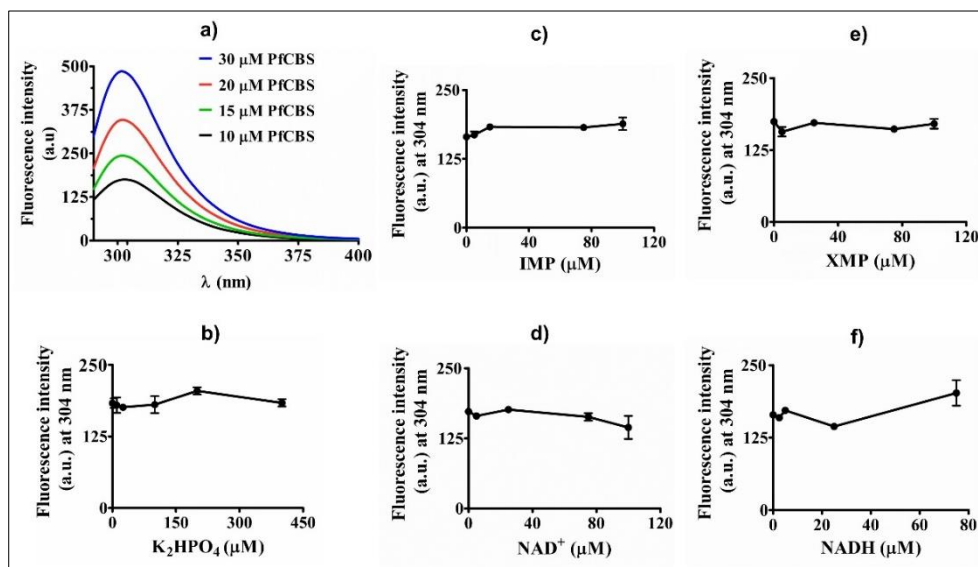 a)
Fluorescence intensity
(a.u)
500
375
250
125
0
30 μM PfCBS
20 μM PfCBS
15 μM PfCBS
10 μM PfCBS
300
325
350
375
400
λ (nm)
c)
Fluorescence intensity
(a.u.) at 304 nm
250
125
0
0
40
80
120
IMP (μM)
e)
Fluorescence intensity
(a.u.) at 304 nm
250
125
0
0
40
80
120
XMP (μM)
b)
Fluorescence intensity
(a.u.) at 304 nm
250
125
0
0
150
300
450
K₂HPO₄ (μM)
d)
Fluorescence intensity
(a.u.) at 304 nm
250
125
0
0
40
80
120
NAD⁺ (μM)
f)
Fluorescence intensity
(a.u.) at 304 nm
250
125
0
0
20
40
60
80
NADH (μM)